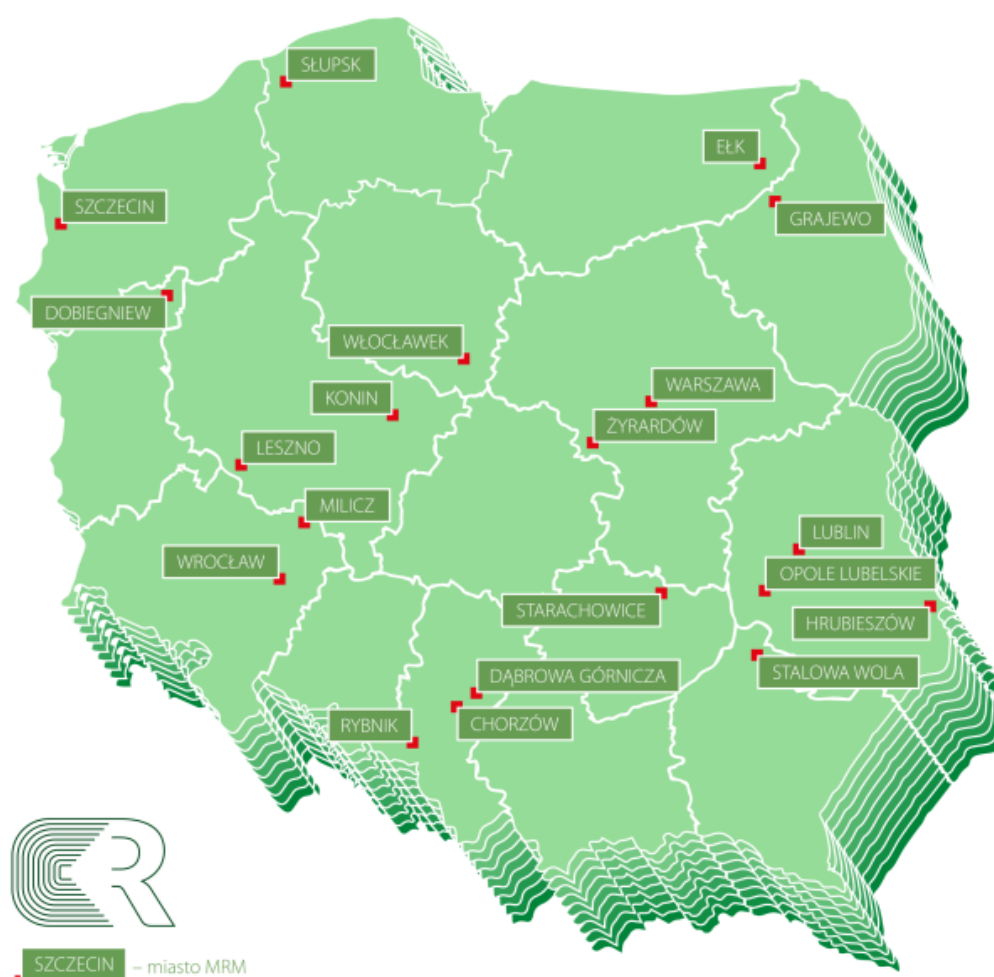 SŁUPSK
EŁK
SZCZECIN
GRAJEWO
DOBIEGNIEW
WŁOCŁAWEK
WARSZAWA
KONIN
ŻYRARDÓW
LESZNO
MILICZ
LUBLIN
WROCŁAW
OPOLE LUBELSKIE
STARACHOWICE
HRUBIESZÓW
DĄBROWA GÓRNICZA
STALOWA WOLA
RYBNIK
CHORZÓW
CR
SZCZECIN – miasto MRM